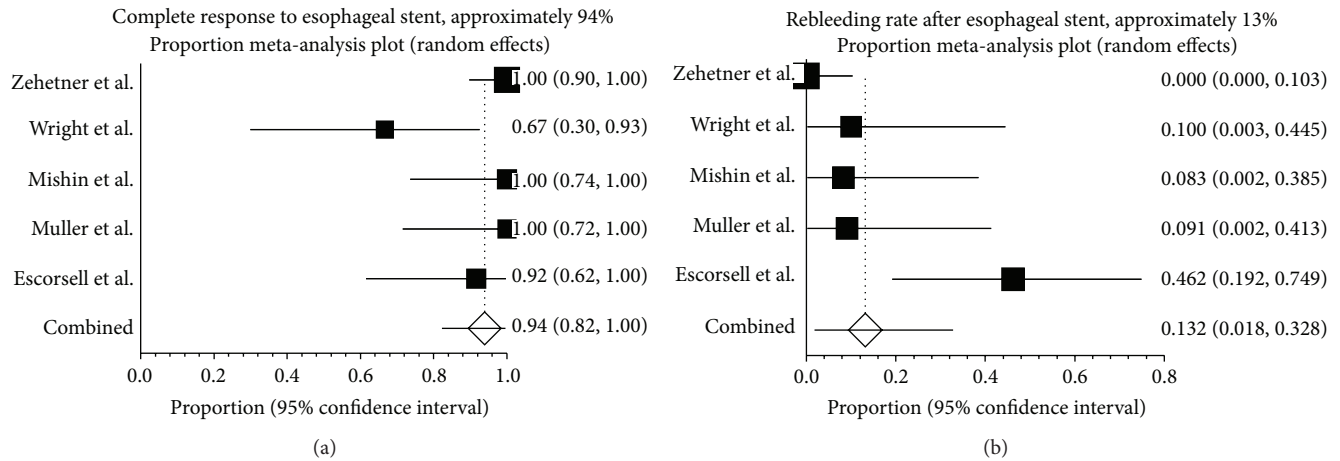 Complete response to esophageal stent, approximately 94%
Proportion meta-analysis plot (random effects)
Zehetner et al. 1.00 (0.90, 1.00)
Wright et al. 0.67 (0.30, 0.93)
Mishin et al. 1.00 (0.74, 1.00)
Muller et al. 1.00 (0.72, 1.00)
Escorsell et al. 0.92 (0.62, 1.00)
Combined 0.94 (0.82, 1.00)
0.0 0.2 0.4 0.6 0.8 1.0
Proportion (95% confidence interval)
(a)
Rebleeding rate after esophageal stent, approximately 13%
Proportion meta-analysis plot (random effects)
Zehetner et al. 0.000 (0.000, 0.103)
Wright et al. 0.100 (0.003, 0.445)
Mishin et al. 0.083 (0.002, 0.385)
Muller et al. 0.091 (0.002, 0.413)
Escorsell et al. 0.462 (0.192, 0.749)
Combined 0.132 (0.018, 0.328)
0.0 0.2 0.4 0.6 0.8
Proportion (95% confidence interval)
(b)